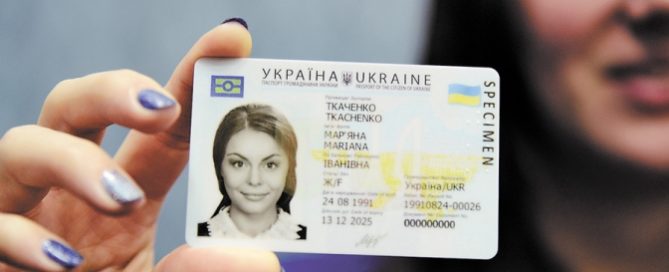 УКРАЇНА UKRAINE
ПАСПОРТ ГРОМАДЯНИНА УКРАЇНИ PASSPORT OF THE CITIZEN OF UKRAINE
ТКАЧЕНКО
TKACHENKO
МАР'ЯНА
MARIANA
ІВАНІВНА
Ж/F
Україна/UKR
24 08 1991
19910824-00026
13 12 2025
000000000
SPECIMEN